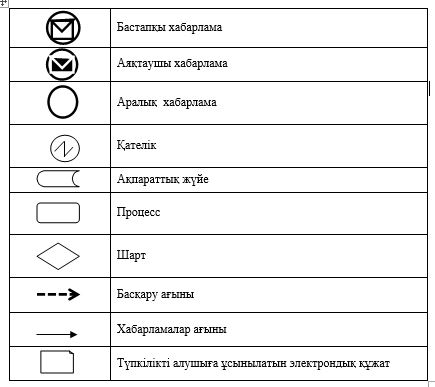 Бастапқы хабарлама
Аяқтаушы хабарлама
Аралық хабарлама
Қателік
Ақпараттық жүйе
Процесс
Шарт
Басқару ағыны
Хабарламалар ағыны
Түпкілікті алушыға ұсынылатын электрондық құжат